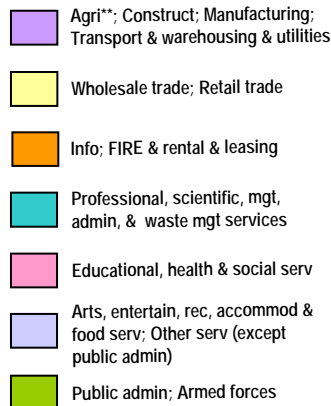 Agri**; Construct; Manufacturing;
Transport & warehousing & utilities
Wholesale trade; Retail trade
Info; FIRE & rental & leasing
Professional, scientific, mgt,
admin, & waste mgt services
Educational, health & social serv
Arts, entertain, rec, accommod &
food serv; Other serv (except
public admin)
Public admin; Armed forces